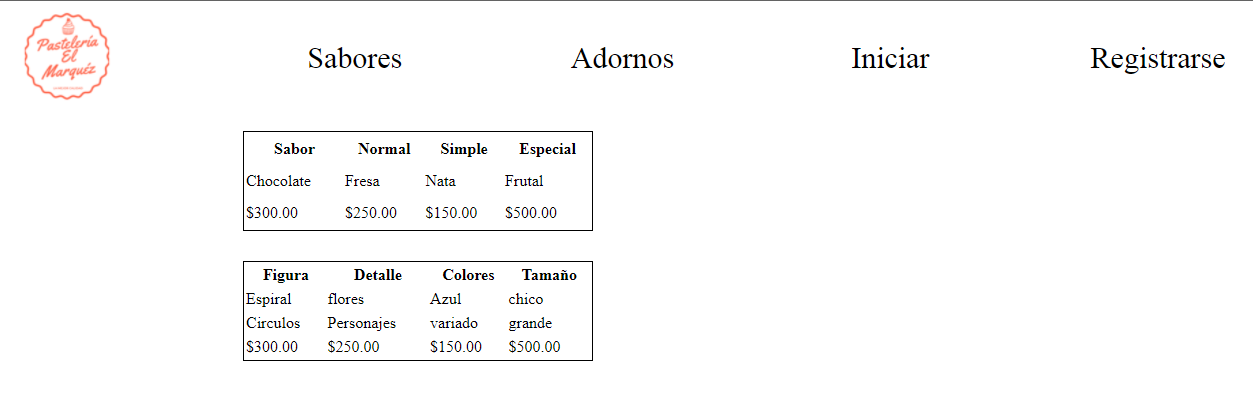 Pastelería
El
Marquéz
Sabores Adornos Iniciar Registrarse
Sabor Normal Simple Especial
Chocolate Fresa Nata Frutal
$300.00 $250.00 $150.00 $500.00
Figura Detalle Colores Tamaño
Espiral flores Azul chico
Circulos Personajes variado grande
$300.00 $250.00 $150.00 $500.00